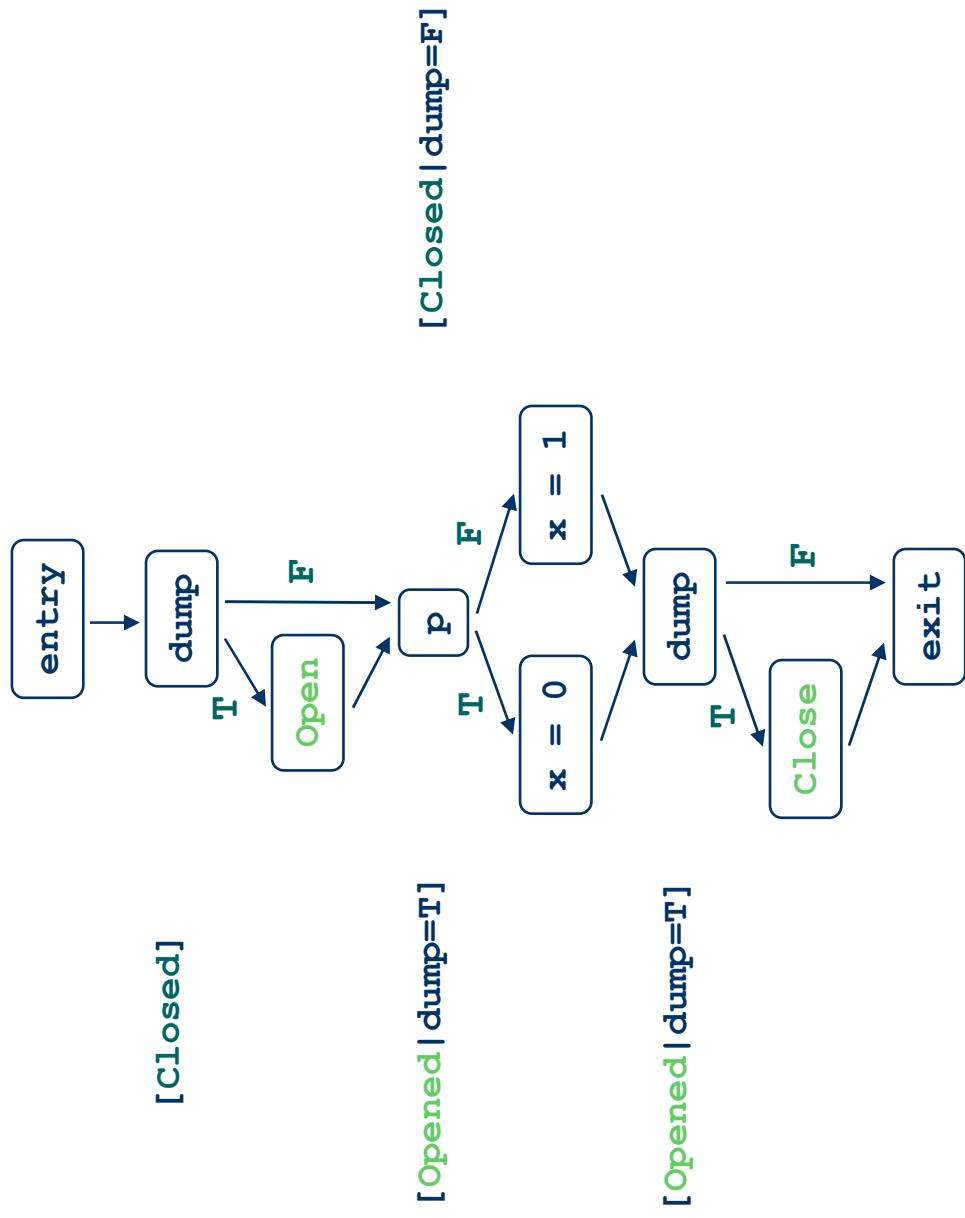 entry
[Closed]
dump
T
F
Open
[Opened|dump=T]
p
[Closed|dump=F]
T
F
x = 0
x = 1
[Opened|dump=T]
dump
T
F
Close
exit